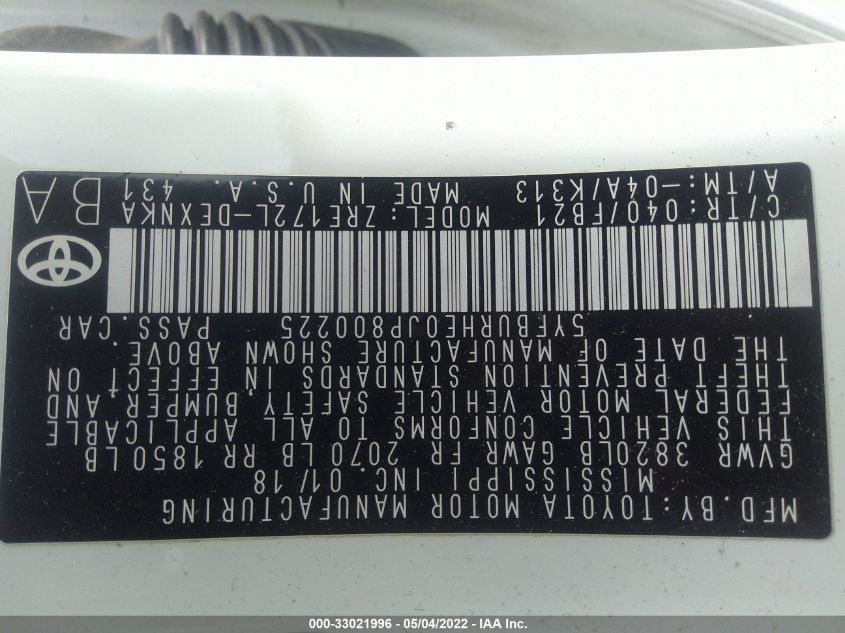 MFD. BY: TOYOTA MOTOR MANUFACTURING
MISSISSIPPI INC. 01/18
GVWR 3820LB GAWR FR 2070 LB RR 1850LB
THIS VEHICLE CONFORMS TO ALL APPLICABLE
FEDERAL MOTOR VEHICLE SAFETY, BUMPER, AND
THEFT PREVENTION STANDARDS IN EFFECT ON
THE DATE OF MANUFACTURE SHOWN ABOVE.
5YFBURHE0JP800225 PASS. CAR
C/TR: 040/FB21 MODEL: ZRE172L-DEXNKA
A/TM: -04A/K313 MADE IN U.S.A. 431
B A
000-33021996 - 05/04/2022 - IAA Inc.